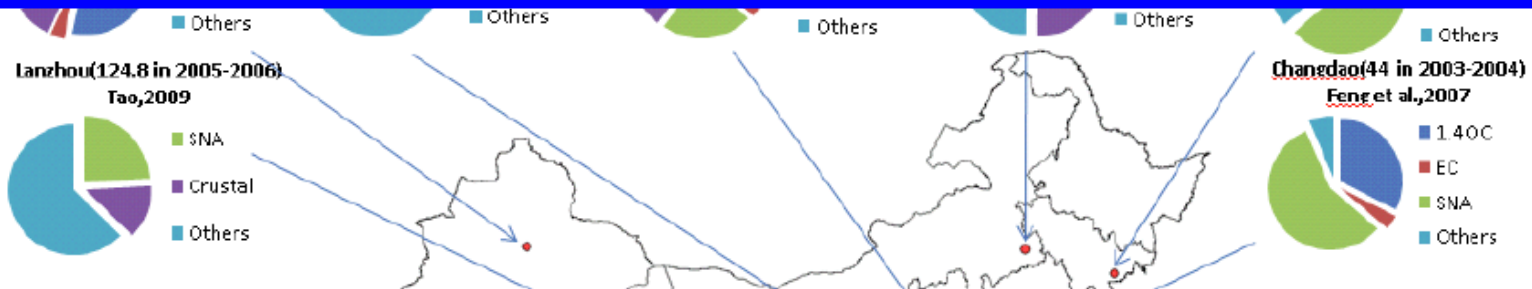 Others
Others
Others
Others
Others
Lanzhou(124.8 in 2005-2006)
Tao,2009
SNA
Crustal
Others
Changdao(44 in 2003-2004)
Feng et al.,2007
1.4OC
EC
SNA
Others